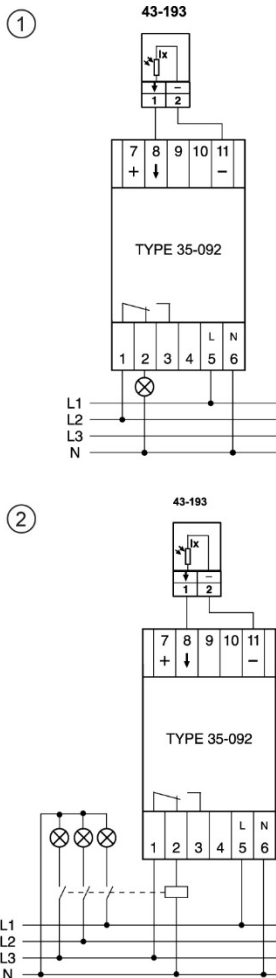 1
43-193
lx
↓ –
1 2
7 8 9 10 11
+ ↓ –
TYPE 35-092
L N
1 2 3 4 5 6
L1
L2
L3
N
2
43-193
lx
↓ –
1 2
7 8 9 10 11
+ ↓ –
TYPE 35-092
L N
1 2 3 4 5 6
L1
L2
L3
N